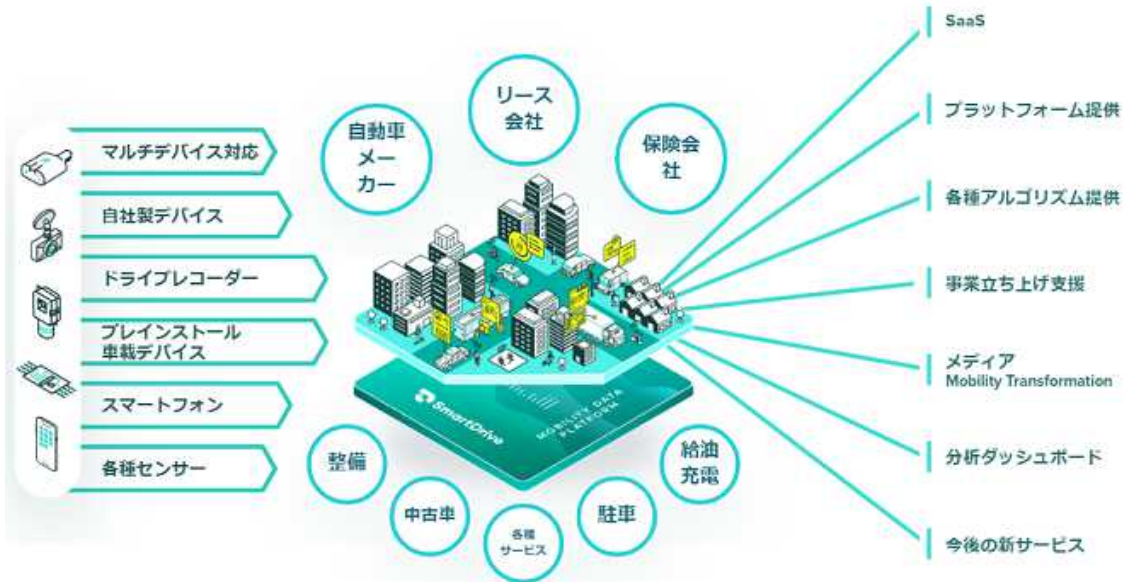 マルチデバイス対応
自社製デバイス
ドライブレコーダー
プレインストール
車載デバイス
スマートフォン
各種センサー
自動車
メー
カー
リース
会社
保険会
社
SmartDrive
MOBILITY DATA
PLATFORM
整備
中古車
各種
サービス
駐車
給油
充電
SaaS
プラットフォーム提供
各種アルゴリズム提供
事業立ち上げ支援
メディア
Mobility Transformation
分析ダッシュボード
今後の新サービス